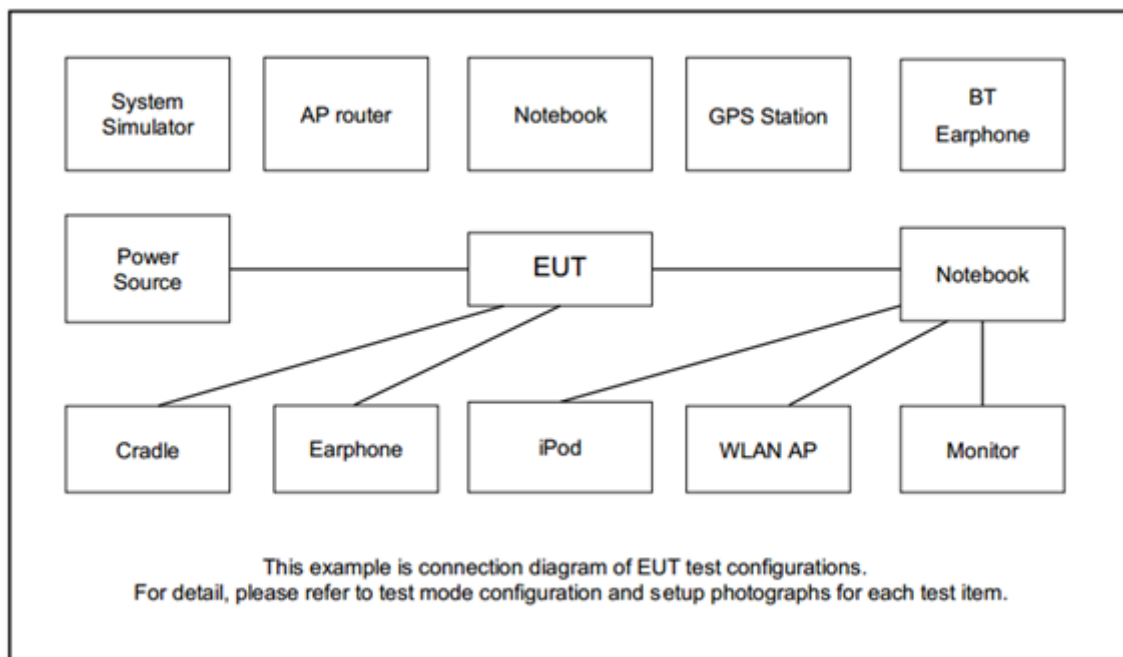 System
Simulator
AP router
Notebook
GPS Station
BT
Earphone
Power
Source
EUT
Notebook
Cradle
Earphone
iPod
WLAN AP
Monitor
This example is connection diagram of EUT test configurations.
For detail, please refer to test mode configuration and setup photographs for each test item.